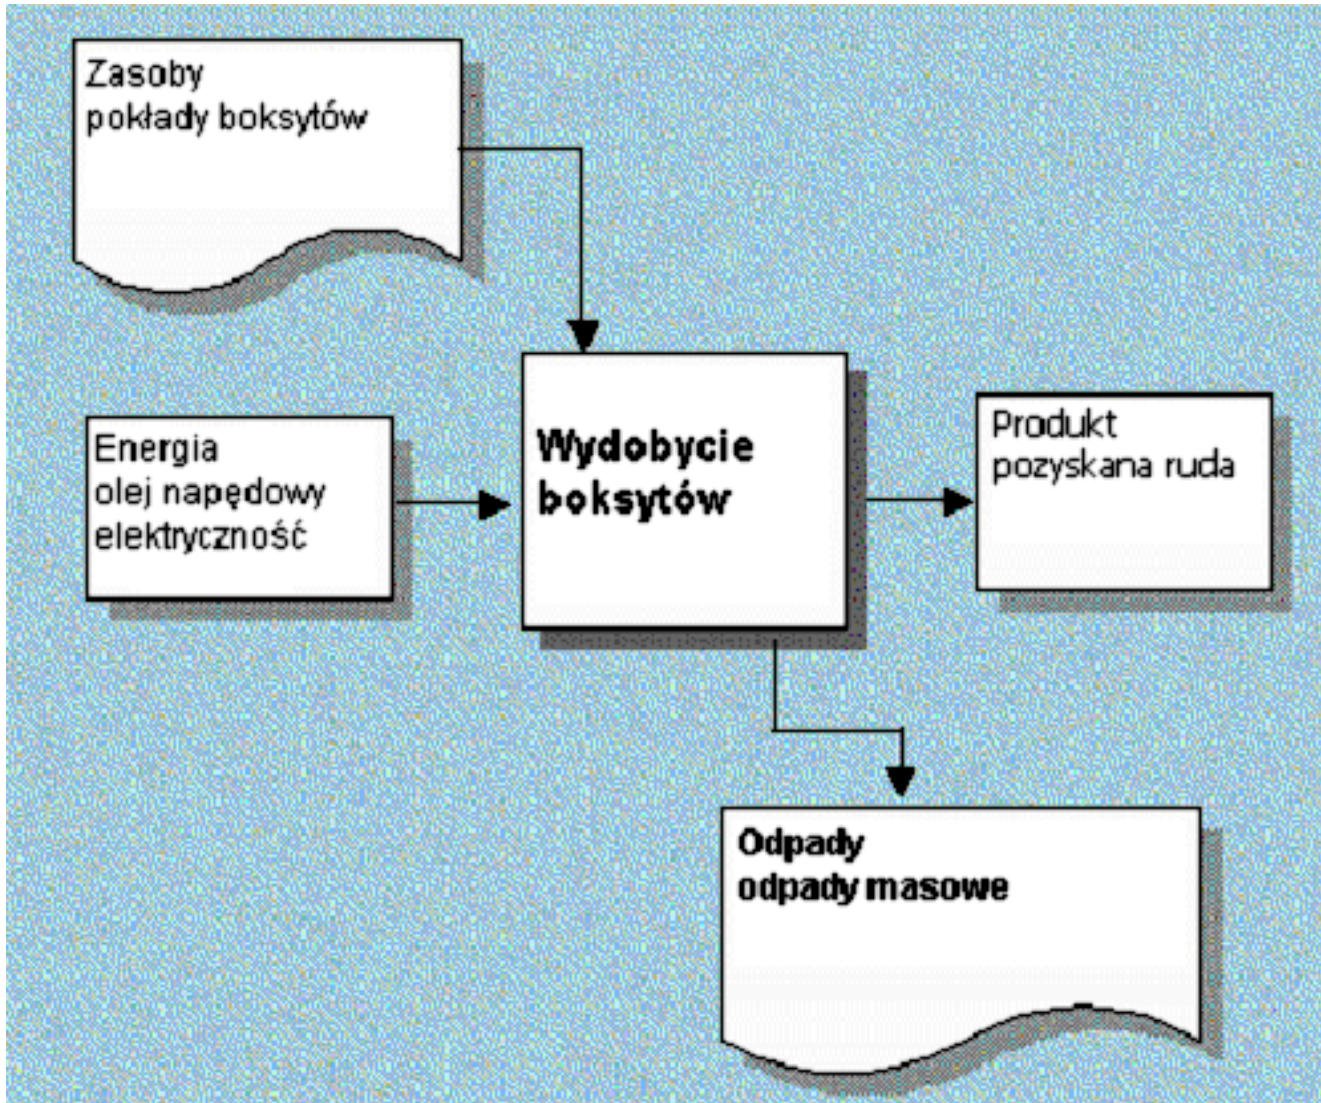 Zasoby
pokłady boksytów
Energia
olej napędowy
elektryczność
Wydobycie
boksytów
Produkt
pozyskana ruda
Odpady
odpady masowe